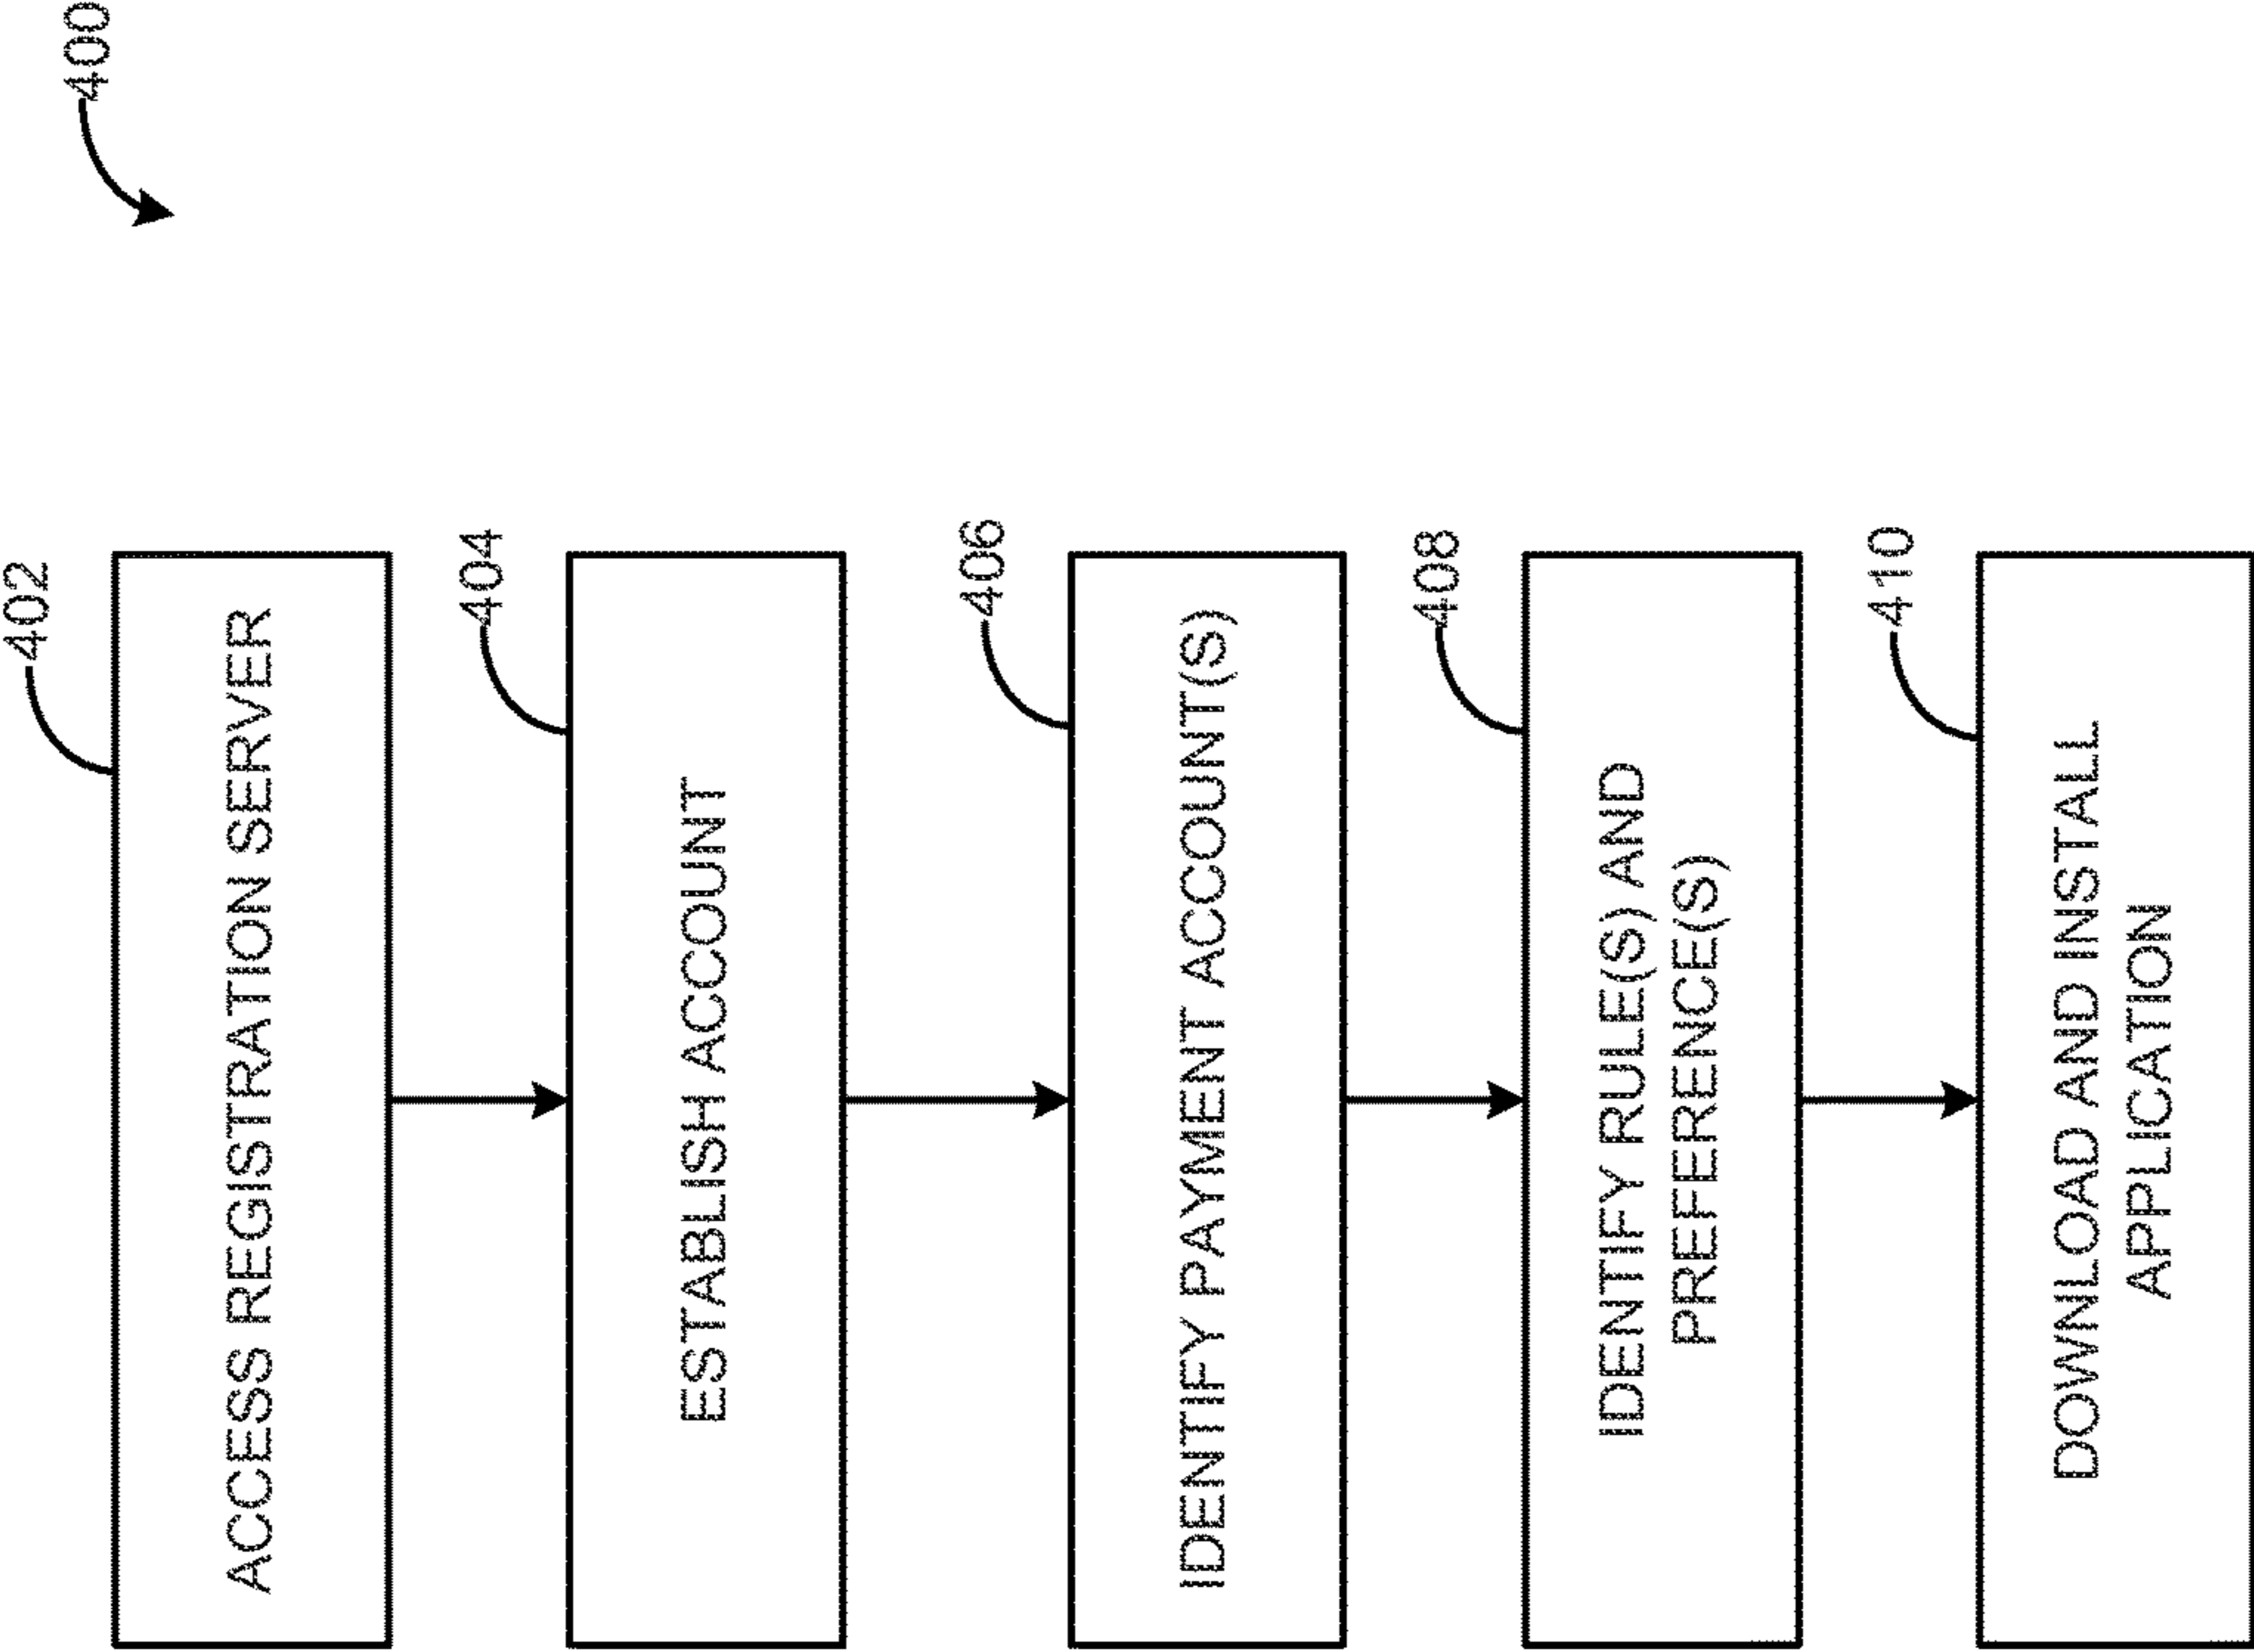 400
402
ACCESS REGISTRATION SERVER
404
ESTABLISH ACCOUNT
406
IDENTIFY PAYMENT ACCOUNT(S)
408
IDENTIFY RULE(S) AND
PREFERENCE(S)
410
DOWNLOAD AND INSTALL
APPLICATION